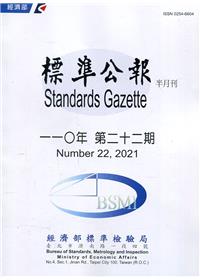 經濟部
ISSN 0254-6604
標準公報 半月刊
Standards Gazette
一一〇年 第二十二期
Number 22, 2021
BSMI
經濟部標準檢驗局
臺北市濟南路一段四號
Bureau of Standards, Metrology and Inspection
Ministry of Economic Affairs
No.4, Sec.1, Jinan Rd., Taipei City 100, Taiwan (R.O.C.)